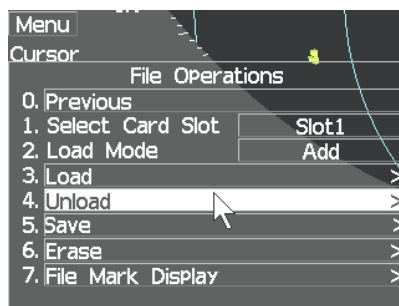 Menu
Cursor
File Operations
0. Previous
1. Select Card Slot Slot1
2. Load Mode Add
3. Load >
4. Unload >
5. Save >
6. Erase >
7. File Mark Display >